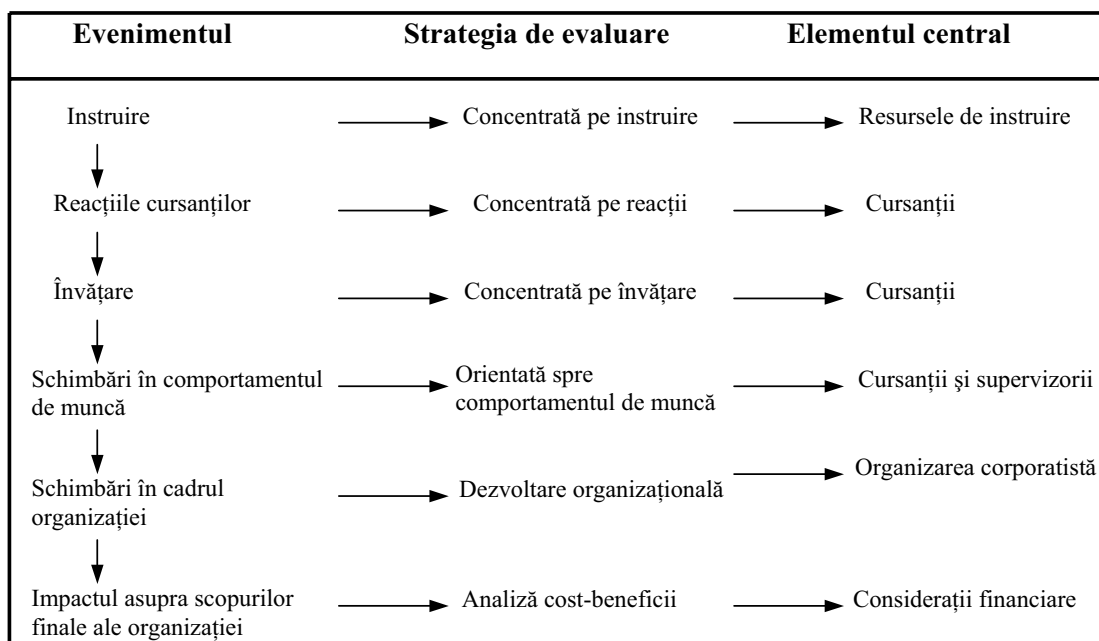 Evenimentul Strategia de evaluare Elementul central
Instruire Concentrată pe instruire Resursele de instruire
Reacțiile cursanților Concentrată pe reacții Cursanții
Învățare Concentrată pe învățare Cursanții
Schimbări în comportamentul Orientată spre Cursanții şi supervizorii
de muncă comportamentul de muncă
Schimbări în cadrul Dezvoltare organizațională Organizarea corporatistă
organizației
Impactul asupra scopurilor Analiză cost-beneficii Considerații financiare
finale ale organizației